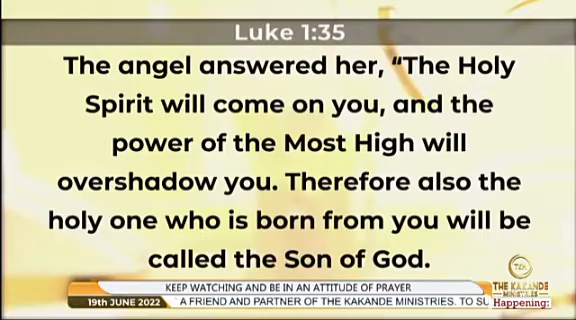 Luke 1:35
The angel answered her, “The Holy
Spirit will come on you, and the
power of the Most High will
overshadow you. Therefore also the
holy one who is born from you will be
called the Son of God.
KEEP WATCHING AND BE IN AN ATTITUDE OF PRAYER
19th JUNE 2022
A FRIEND AND PARTNER OF THE KAKANDE MINISTRIES. TO SU
THE KAKANDE
MINISTRIES
Happening: